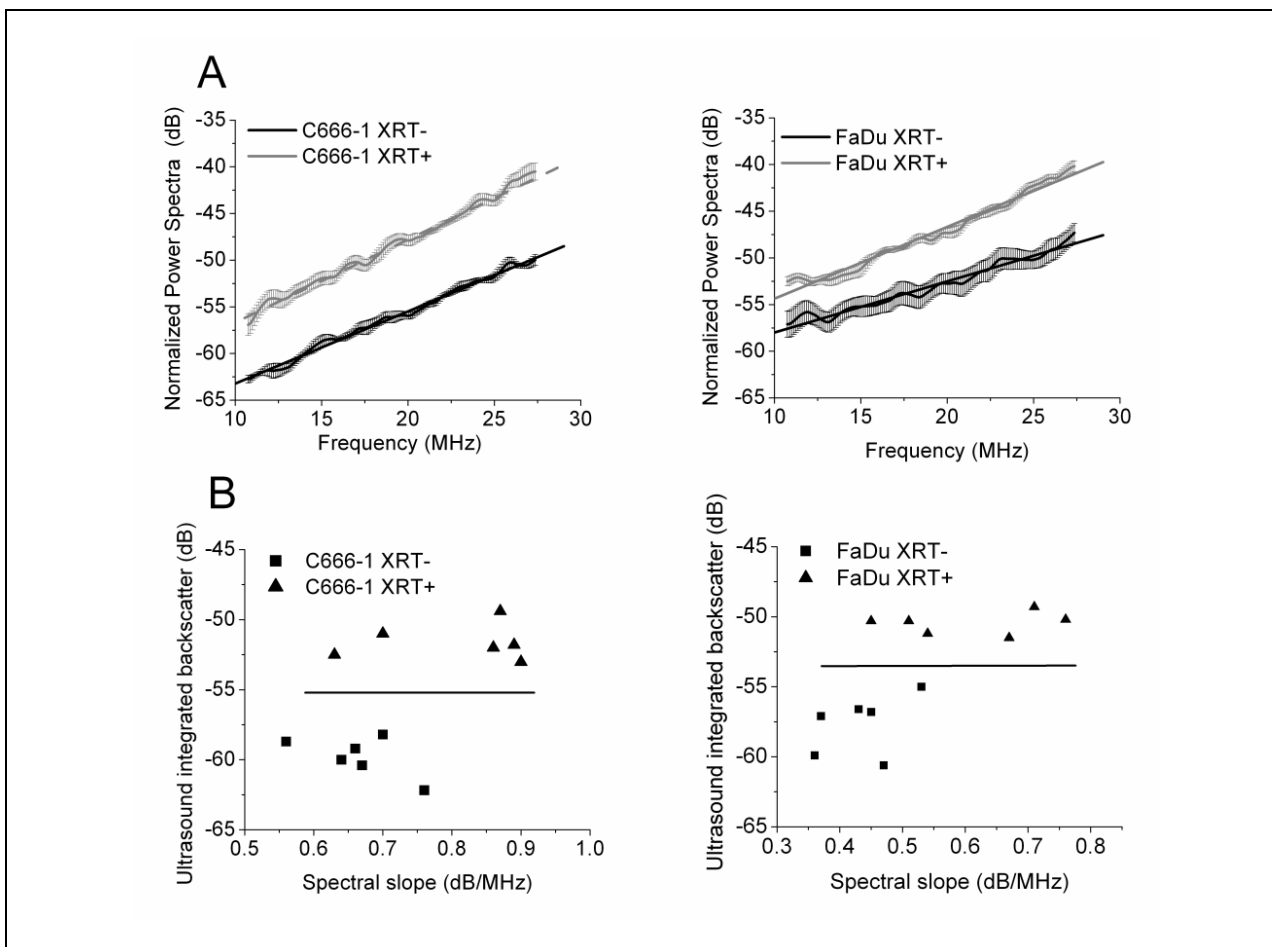 A
Normalized Power Spectra (dB)
-35
-40
-45
-50
-55
-60
-65
C666-1 XRT-
C666-1 XRT+
10
15
20
25
30
Frequency (MHz)
Normalized Power Spectra (dB)
-35
-40
-45
-50
-55
-60
-65
FaDu XRT-
FaDu XRT+
10
15
20
25
30
Frequency (MHz)
B
Ultrasound integrated backscatter (dB)
-45
-50
-55
-60
-65
C666-1 XRT-
C666-1 XRT+
0.5
0.6
0.7
0.8
0.9
1.0
Spectral slope (dB/MHz)
Ultrasound integrated backscatter (dB)
-45
-50
-55
-60
-65
FaDu XRT-
FaDu XRT+
0.3
0.4
0.5
0.6
0.7
0.8
Spectral slope (dB/MHz)